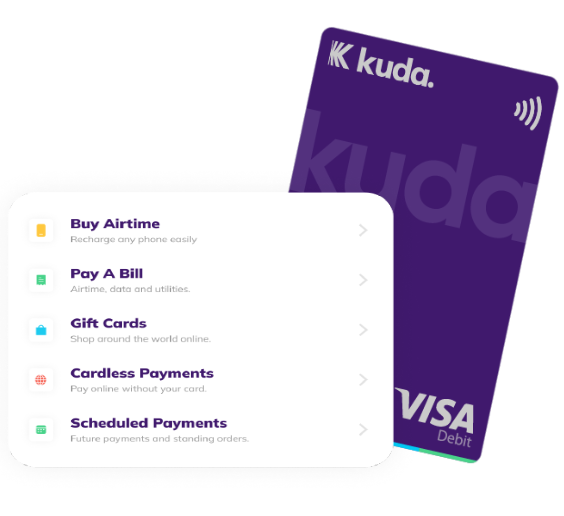 kuda.
kuda
Buy Airtime
Recharge any phone easily
Pay A Bill
Airtime, data and utilities.
Gift Cards
Shop around the world online.
Cardless Payments
Pay online without your card.
Scheduled Payments
Future payments and standing orders.
VISA
Debit